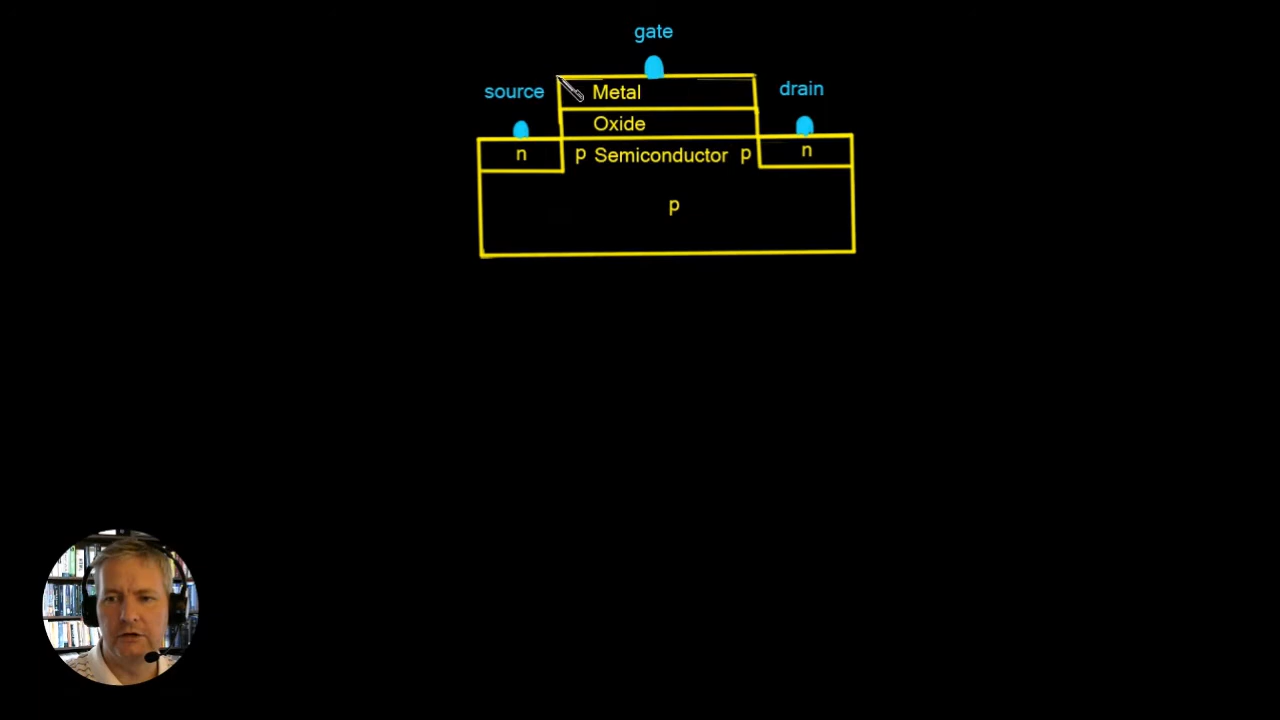 gate
source
Metal
drain
Oxide
n
p Semiconductor p
n
p